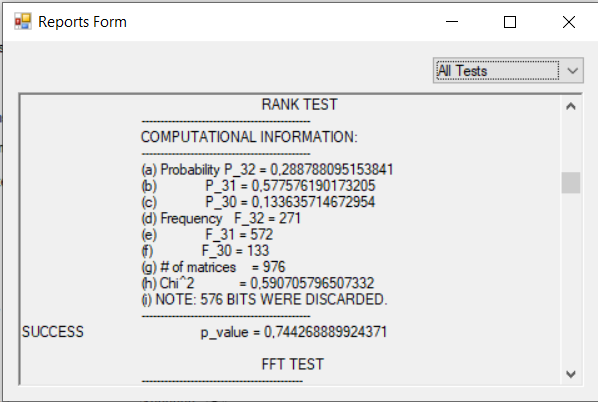 Reports Form
All Tests
RANK TEST
---------------------------------------------
COMPUTATIONAL INFORMATION:
---------------------------------------------
(a) Probability P_32 = 0,288788095153841
(b) P_31 = 0,577576190173205
(c) P_30 = 0,133635714672954
(d) Frequency F_32 = 271
(e) F_31 = 572
(f) F_30 = 133
(g) # of matrices = 976
(h) Chi^2 = 0,590705796507332
(i) NOTE: 576 BITS WERE DISCARDED.
---------------------------------------------
SUCCESS p_value = 0,744268889924371
FFT TEST
-------------------------------------------